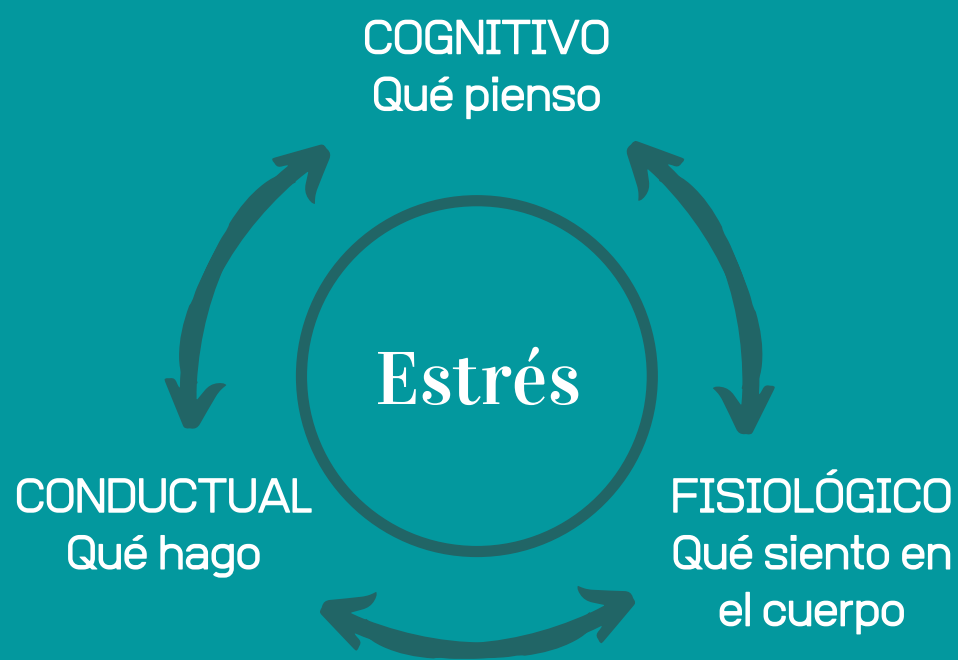 COGNITIVO
Qué pienso
Estrés
CONDUCTUAL
Qué hago
FISIOLÓGICO
Qué siento en
el cuerpo